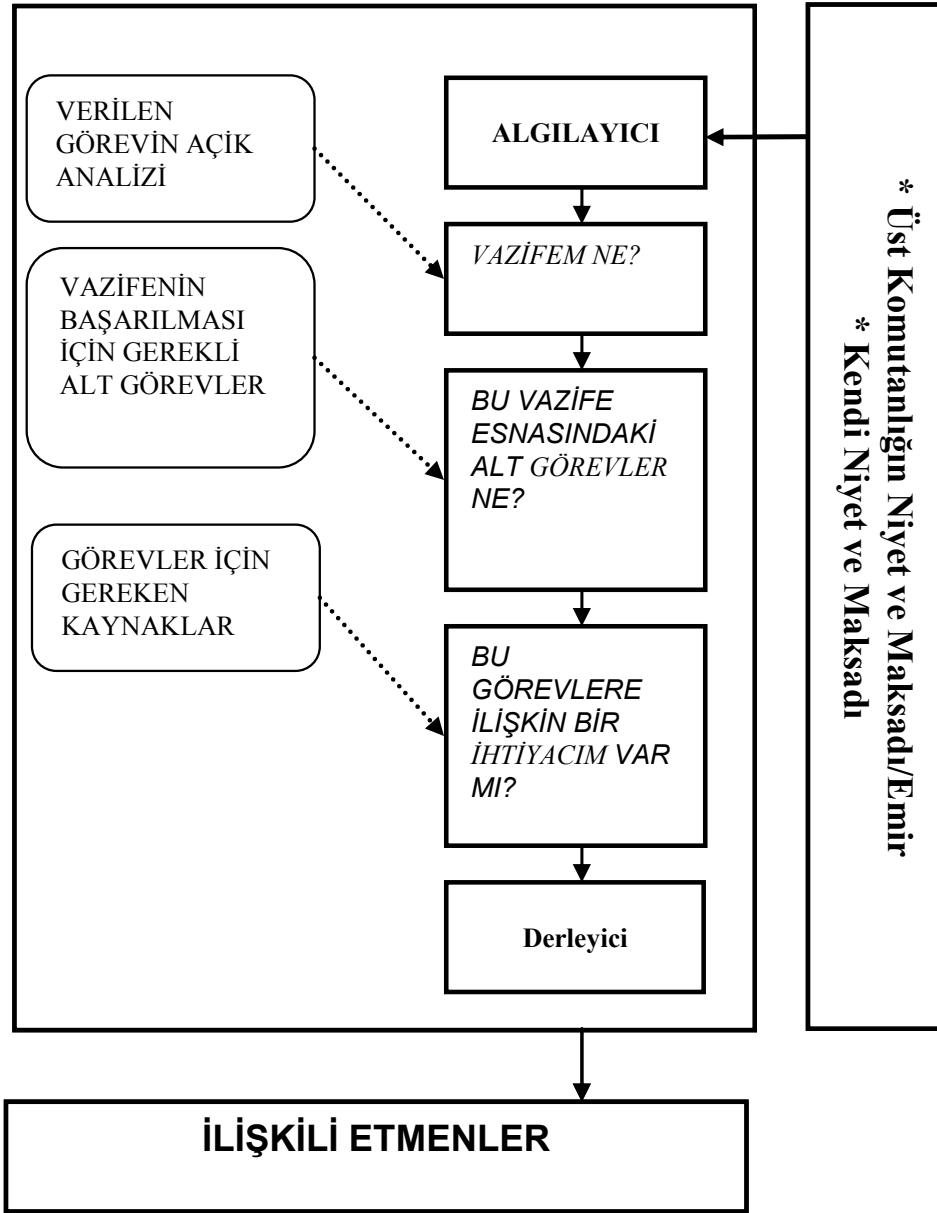 VERİLEN
GÖREVİN AÇİK
ANALİZİ
ALGILAYICI
VAZİFEM NE?
VAZİFENİN
BAŞARILMASI
İÇİN GEREKLİ
ALT GÖREVLER
BU VAZİFE
ESNASINDAKİ
ALT GÖREVLER
NE?
GÖREVLER İÇİN
GEREKEN
KAYNAKLAR
BU
GÖREVLERE
İLİŞKİN BİR
İHTİYACIM VAR
MI?
Derleyici
* Üst Komutanlığın Niyet ve Maksadı/Emir
* Kendi Niyet ve Maksadı
İLİŞKİLİ ETMENLER